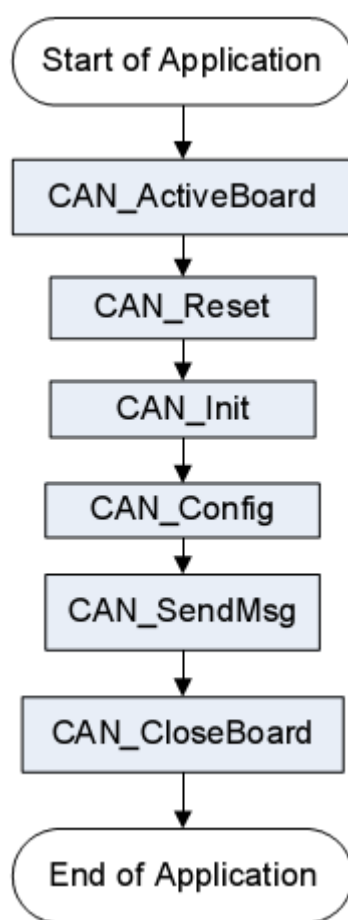 Start of Application
CAN_ActiveBoard
CAN_Reset
CAN_Init
CAN_Config
CAN_SendMsg
CAN_CloseBoard
End of Application